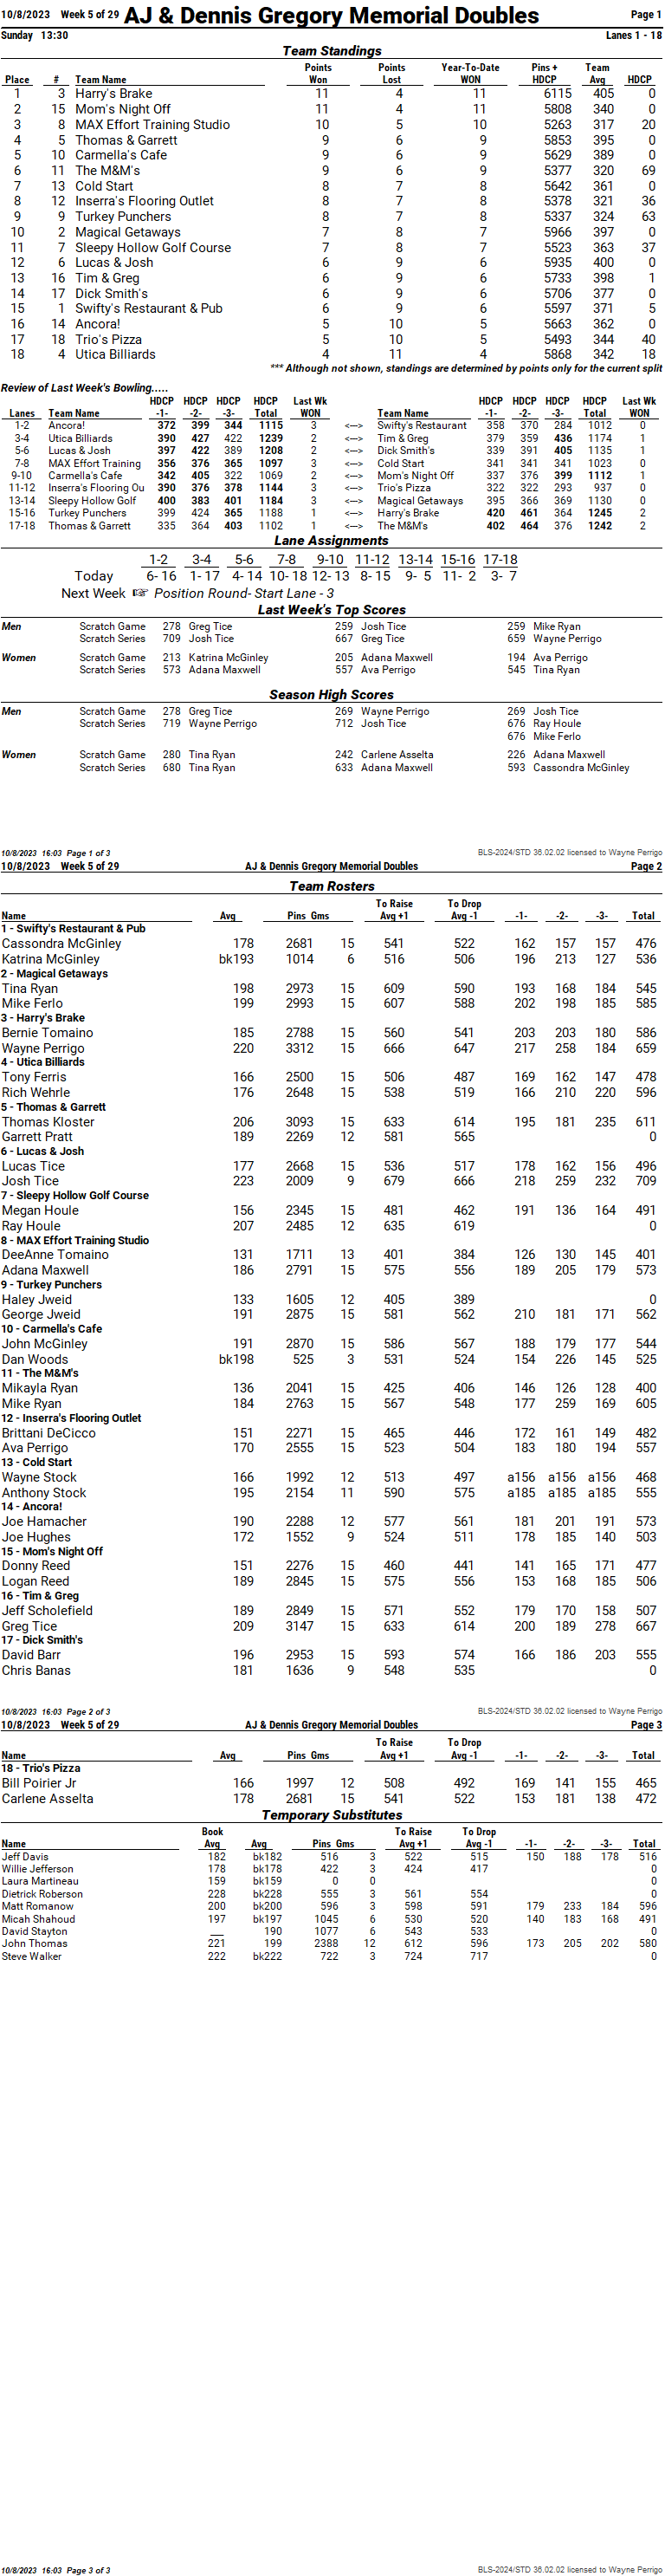 10/8/2023 Week 5 of 29 AJ & Dennis Gregory Memorial Doubles Page 1
Sunday 13:30 Lanes 1 - 18
Team Standings
Points Points Year-To-Date Pins + Team
Place # Team Name Won Lost WON HDCP Avg HDCP
1 3 Harry's Brake 11 4 11 6115 405 0
2 15 Mom's Night Off 11 4 11 5808 340 0
3 8 MAX Effort Training Studio 10 5 10 5263 317 20
4 5 Thomas & Garrett 9 6 9 5853 395 0
5 10 Carmella's Cafe 9 6 9 5629 389 0
6 11 The M&M's 9 6 9 5377 320 69
7 13 Cold Start 8 7 8 5642 361 0
8 12 Inserra's Flooring Outlet 8 7 8 5378 321 36
9 9 Turkey Punchers 8 7 8 5337 324 63
10 2 Magical Getaways 7 8 7 5966 397 0
11 7 Sleepy Hollow Golf Course 7 8 7 5523 363 37
12 6 Lucas & Josh 6 9 6 5935 400 0
13 16 Tim & Greg 6 9 6 5733 398 1
14 17 Dick Smith's 6 9 6 5706 377 0
15 1 Swifty's Restaurant & Pub 6 9 6 5597 371 5
16 14 Ancora! 5 10 5 5663 362 0
17 18 Trio's Pizza 5 10 5 5493 344 40
18 4 Utica Billiards 4 11 4 5868 342 18
*** Although not shown, standings are determined by points only for the current split
Review of Last Week's Bowling.....
HDCP HDCP HDCP HDCP Last Wk HDCP HDCP HDCP HDCP Last Wk
Lanes Team Name -1- -2- -3- Total WON Team Name -1- -2- -3- Total WON
1-2 Ancora! 372 399 344 1115 3 <---> Swifty's Restaurant 358 370 284 1012 0
3-4 Utica Billiards 390 427 422 1239 2 <---> Tim & Greg 379 359 436 1174 1
5-6 Lucas & Josh 397 422 389 1208 2 <---> Dick Smith's 339 391 405 1135 1
7-8 MAX Effort Training 356 376 365 1097 3 <---> Cold Start 341 341 341 1023 0
9-10 Carmella's Cafe 342 405 322 1069 2 <---> Mom's Night Off 337 376 399 1112 1
11-12 Inserra's Flooring Ou 390 376 378 1144 3 <---> Trio's Pizza 322 322 293 937 0
13-14 Sleepy Hollow Golf 400 383 401 1184 3 <---> Magical Getaways 395 366 369 1130 0
15-16 Turkey Punchers 399 424 365 1188 1 <---> Harry's Brake 420 461 364 1245 2
17-18 Thomas & Garrett 335 364 403 1102 1 <---> The M&M's 402 464 376 1242 2
Lane Assignments
1-2 3-4 5-6 7-8 9-10 11-12 13-14 15-16 17-18
Today 6- 16 1- 17 4- 14 10- 18 12- 13 8- 15 9- 5 11- 2 3- 7
Next Week ☞ Position Round- Start Lane - 3
Last Week's Top Scores
Men Scratch Game 278 Greg Tice 259 Josh Tice 259 Mike Ryan
Scratch Series 709 Josh Tice 667 Greg Tice 659 Wayne Perrigo
Women Scratch Game 213 Katrina McGinley 205 Adana Maxwell 194 Ava Perrigo
Scratch Series 573 Adana Maxwell 557 Ava Perrigo 545 Tina Ryan
Season High Scores
Men Scratch Game 278 Greg Tice 269 Wayne Perrigo 269 Josh Tice
Scratch Series 719 Wayne Perrigo 712 Josh Tice 676 Ray Houle
676 Mike Ferlo
Women Scratch Game 280 Tina Ryan 242 Carlene Asselta 226 Adana Maxwell
Scratch Series 680 Tina Ryan 633 Adana Maxwell 593 Cassondra McGinley
10/8/2023 16:03 Page 1 of 3 BLS-2024/STD 36.02.02 licensed to Wayne Perrigo
10/8/2023 Week 5 of 29 AJ & Dennis Gregory Memorial Doubles Page 2
Team Rosters
To Raise To Drop
Name Avg Pins Gms Avg +1 Avg -1 -1- -2- -3- Total
1 - Swifty's Restaurant & Pub
Cassondra McGinley 178 2681 15 541 522 162 157 157 476
Katrina McGinley bk193 1014 6 516 506 196 213 127 536
2 - Magical Getaways
Tina Ryan 198 2973 15 609 590 193 168 184 545
Mike Ferlo 199 2993 15 607 588 202 198 185 585
3 - Harry's Brake
Bernie Tomaino 185 2788 15 560 541 203 203 180 586
Wayne Perrigo 220 3312 15 666 647 217 258 184 659
4 - Utica Billiards
Tony Ferris 166 2500 15 506 487 169 162 147 478
Rich Wehrle 176 2648 15 538 519 166 210 220 596
5 - Thomas & Garrett
Thomas Kloster 206 3093 15 633 614 195 181 235 611
Garrett Pratt 189 2269 12 581 565 0
6 - Lucas & Josh
Lucas Tice 177 2668 15 536 517 178 162 156 496
Josh Tice 223 2009 9 679 666 218 259 232 709
7 - Sleepy Hollow Golf Course
Megan Houle 156 2345 15 481 462 191 136 164 491
Ray Houle 207 2485 12 635 619 0
8 - MAX Effort Training Studio
DeeAnne Tomaino 131 1711 13 401 384 126 130 145 401
Adana Maxwell 186 2791 15 575 556 189 205 179 573
9 - Turkey Punchers
Haley Jweid 133 1605 12 405 389 0
George Jweid 191 2875 15 581 562 210 181 171 562
10 - Carmella's Cafe
John McGinley 191 2870 15 586 567 188 179 177 544
Dan Woods bk198 525 3 531 524 154 226 145 525
11 - The M&M's
Mikayla Ryan 136 2041 15 425 406 146 126 128 400
Mike Ryan 184 2763 15 567 548 177 259 169 605
12 - Inserra's Flooring Outlet
Brittani DeCicco 151 2271 15 465 446 172 161 149 482
Ava Perrigo 170 2555 15 523 504 183 180 194 557
13 - Cold Start
Wayne Stock 166 1992 12 513 497 a156 a156 a156 468
Anthony Stock 195 2154 11 590 575 a185 a185 a185 555
14 - Ancora!
Joe Hamacher 190 2288 12 577 561 181 201 191 573
Joe Hughes 172 1552 9 524 511 178 185 140 503
15 - Mom's Night Off
Donny Reed 151 2276 15 460 441 141 165 171 477
Logan Reed 189 2845 15 575 556 153 168 185 506
16 - Tim & Greg
Jeff Scholefield 189 2849 15 571 552 179 170 158 507
Greg Tice 209 3147 15 633 614 200 189 278 667
17 - Dick Smith's
David Barr 196 2953 15 593 574 166 186 203 555
Chris Banas 181 1636 9 548 535 0
10/8/2023 16:03 Page 2 of 3 BLS-2024/STD 36.02.02 licensed to Wayne Perrigo
10/8/2023 Week 5 of 29 AJ & Dennis Gregory Memorial Doubles Page 3
To Raise To Drop
Name Avg Pins Gms Avg +1 Avg -1 -1- -2- -3- Total
18 - Trio's Pizza
Bill Poirier Jr 166 1997 12 508 492 169 141 155 465
Carlene Asselta 178 2681 15 541 522 153 181 138 472
Temporary Substitutes
Book To Raise To Drop
Name Avg Avg Pins Gms Avg +1 Avg -1 -1- -2- -3- Total
Jeff Davis 182 bk182 516 3 522 515 150 188 178 516
Willie Jefferson 178 bk178 422 3 424 417 0
Laura Martineau 159 bk159 0 0 0
Dietrick Roberson 228 bk228 555 3 561 554 0
Matt Romanow 200 bk200 596 3 598 591 179 233 184 596
Micah Shahoud 197 bk197 1045 6 530 520 140 183 168 491
David Stayton ___ 190 1077 6 543 533 0
John Thomas 221 199 2388 12 612 596 173 205 202 580
Steve Walker 222 bk222 722 3 724 717 0
10/8/2023 16:03 Page 3 of 3 BLS-2024/STD 36.02.02 licensed to Wayne Perrigo